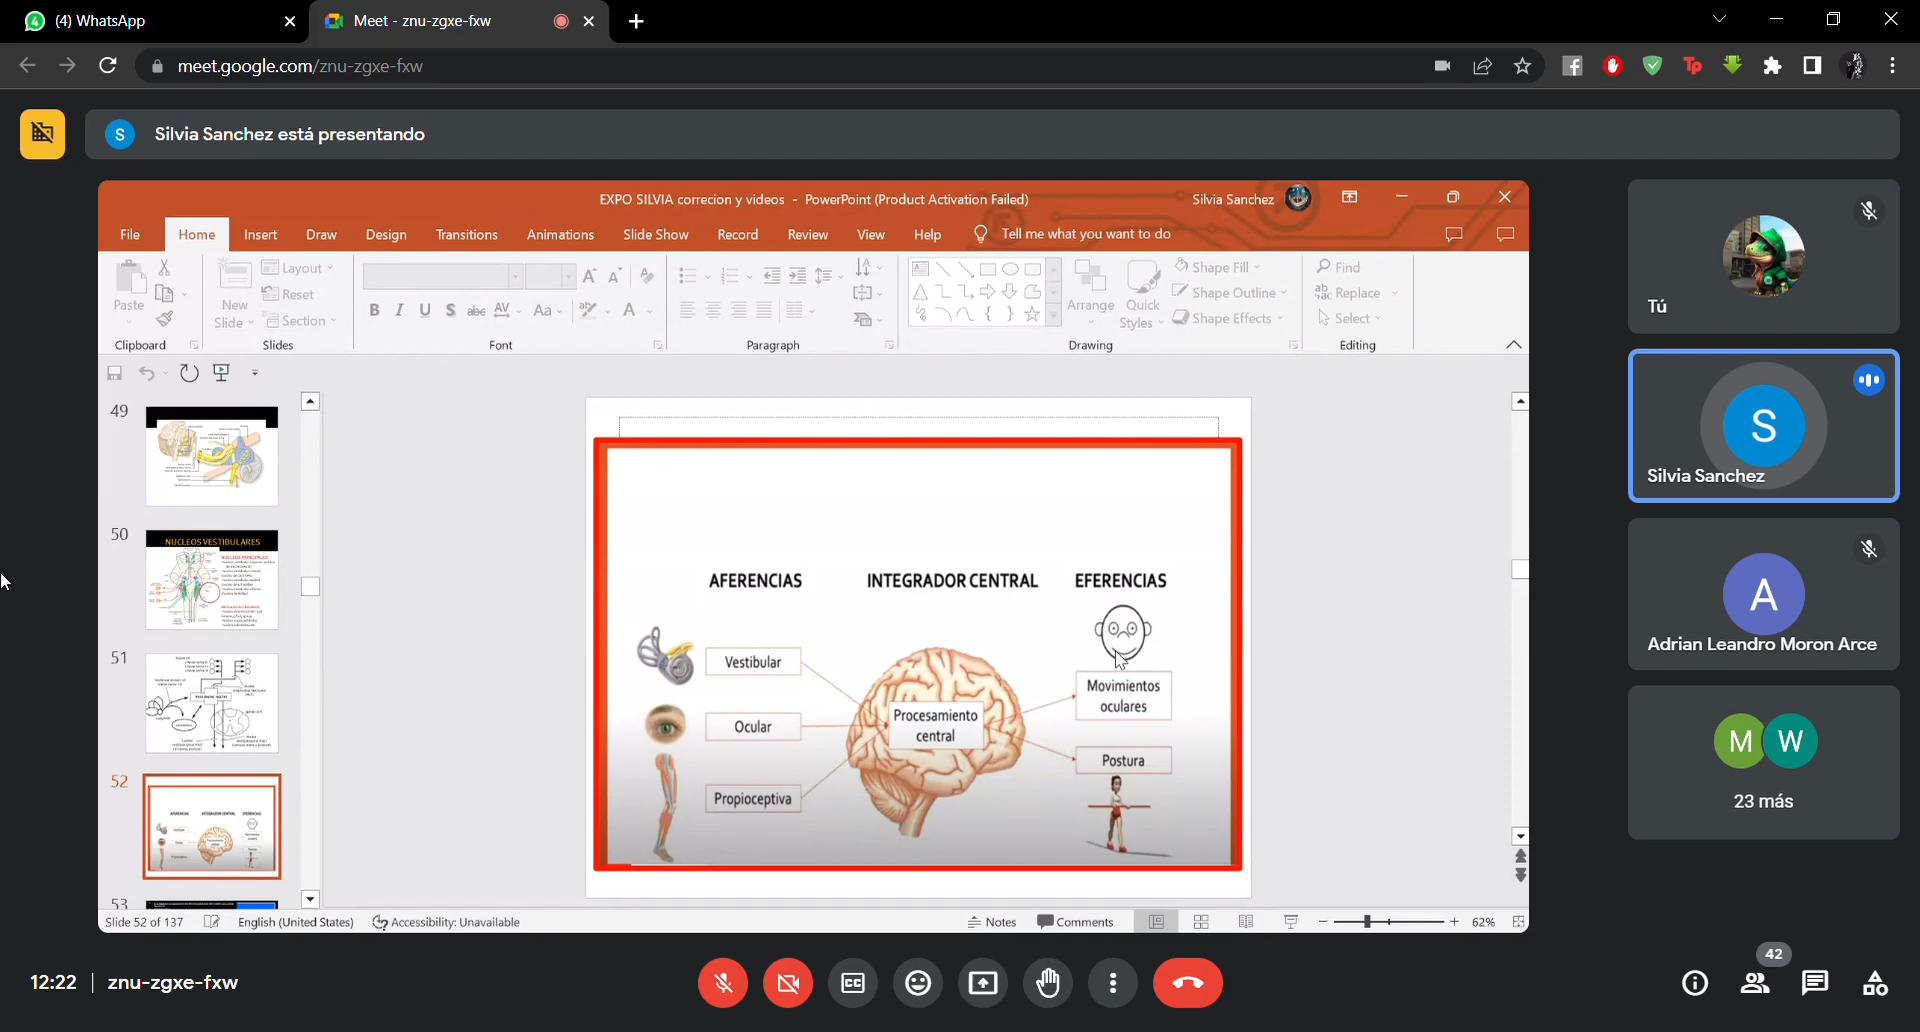 (4) WhatsApp
Meet - znu-zgxe-fxw
meet.google.com/znu-zgxe-fxw
S
Silvia Sanchez está presentando
EXPO SILVIA correcion y videos - PowerPoint (Product Activation Failed)
Silvia Sanchez
File Home Insert Draw Design Transitions Animations Slide Show Record Review View Help Tell me what you want to do
Paste
Clipboard
New Slide
Layout
Reset
Section
Slides
Font
Paragraph
Arrange
Quick Styles
Shape Fill
Shape Outline
Shape Effects
Drawing
Find
Replace
Select
Editing
49
50
NUCLEOS VESTIBULARES
51
52
53
AFERENCIAS
INTEGRADOR CENTRAL
EFERENCIAS
Vestibular
Ocular
Propioceptiva
Procesamiento
central
Movimientos
oculares
Postura
Slide 52 of 137
English (United States)
Accessibility: Unavailable
Notes
Comments
62%
Tú
S
Silvia Sanchez
A
Adrian Leandro Moron Arce
M W
23 más
12:22
znu-zgxe-fxw
42